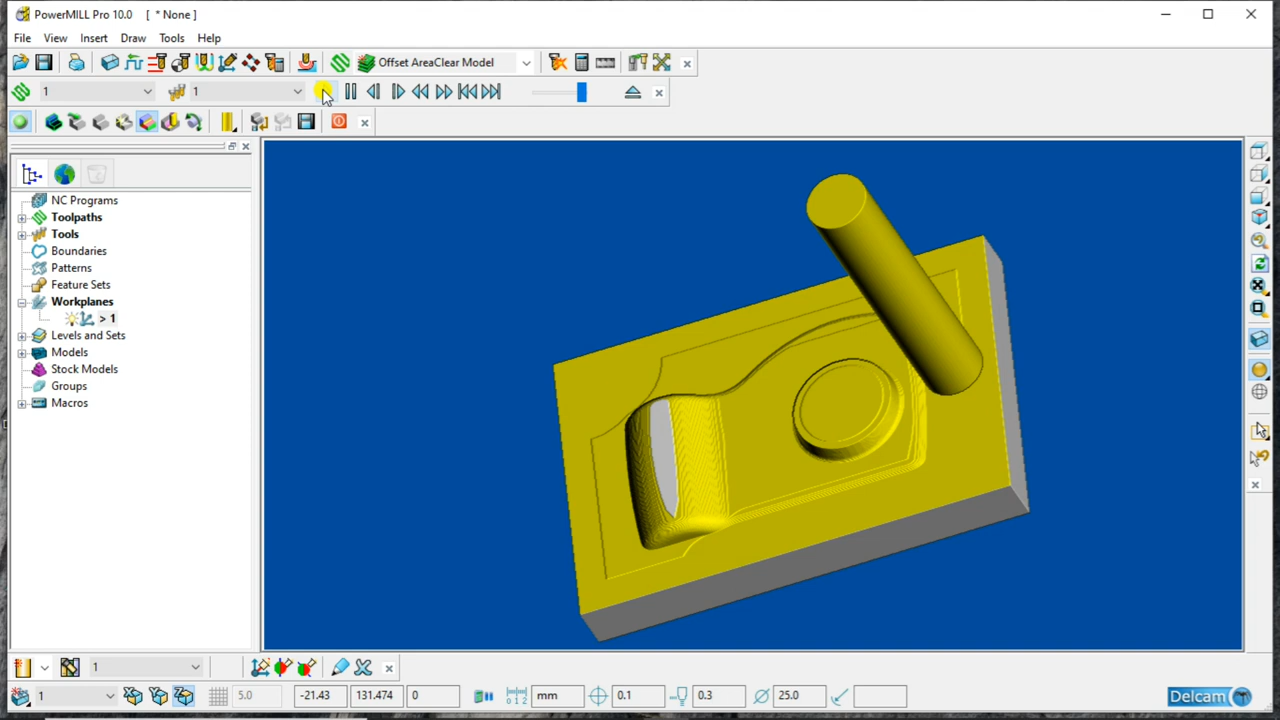 PowerMILL Pro 10.0 [ * None ]
File View Insert Draw Tools Help
Offset AreaClear Model
1 1
NC Programs
Toolpaths
Tools
Boundaries
Patterns
Feature Sets
Workplanes
> 1
Levels and Sets
Models
Stock Models
Groups
Macros
1
1 5.0 -21.43 131.474 0 mm 0.1 0.3 25.0 Delcam